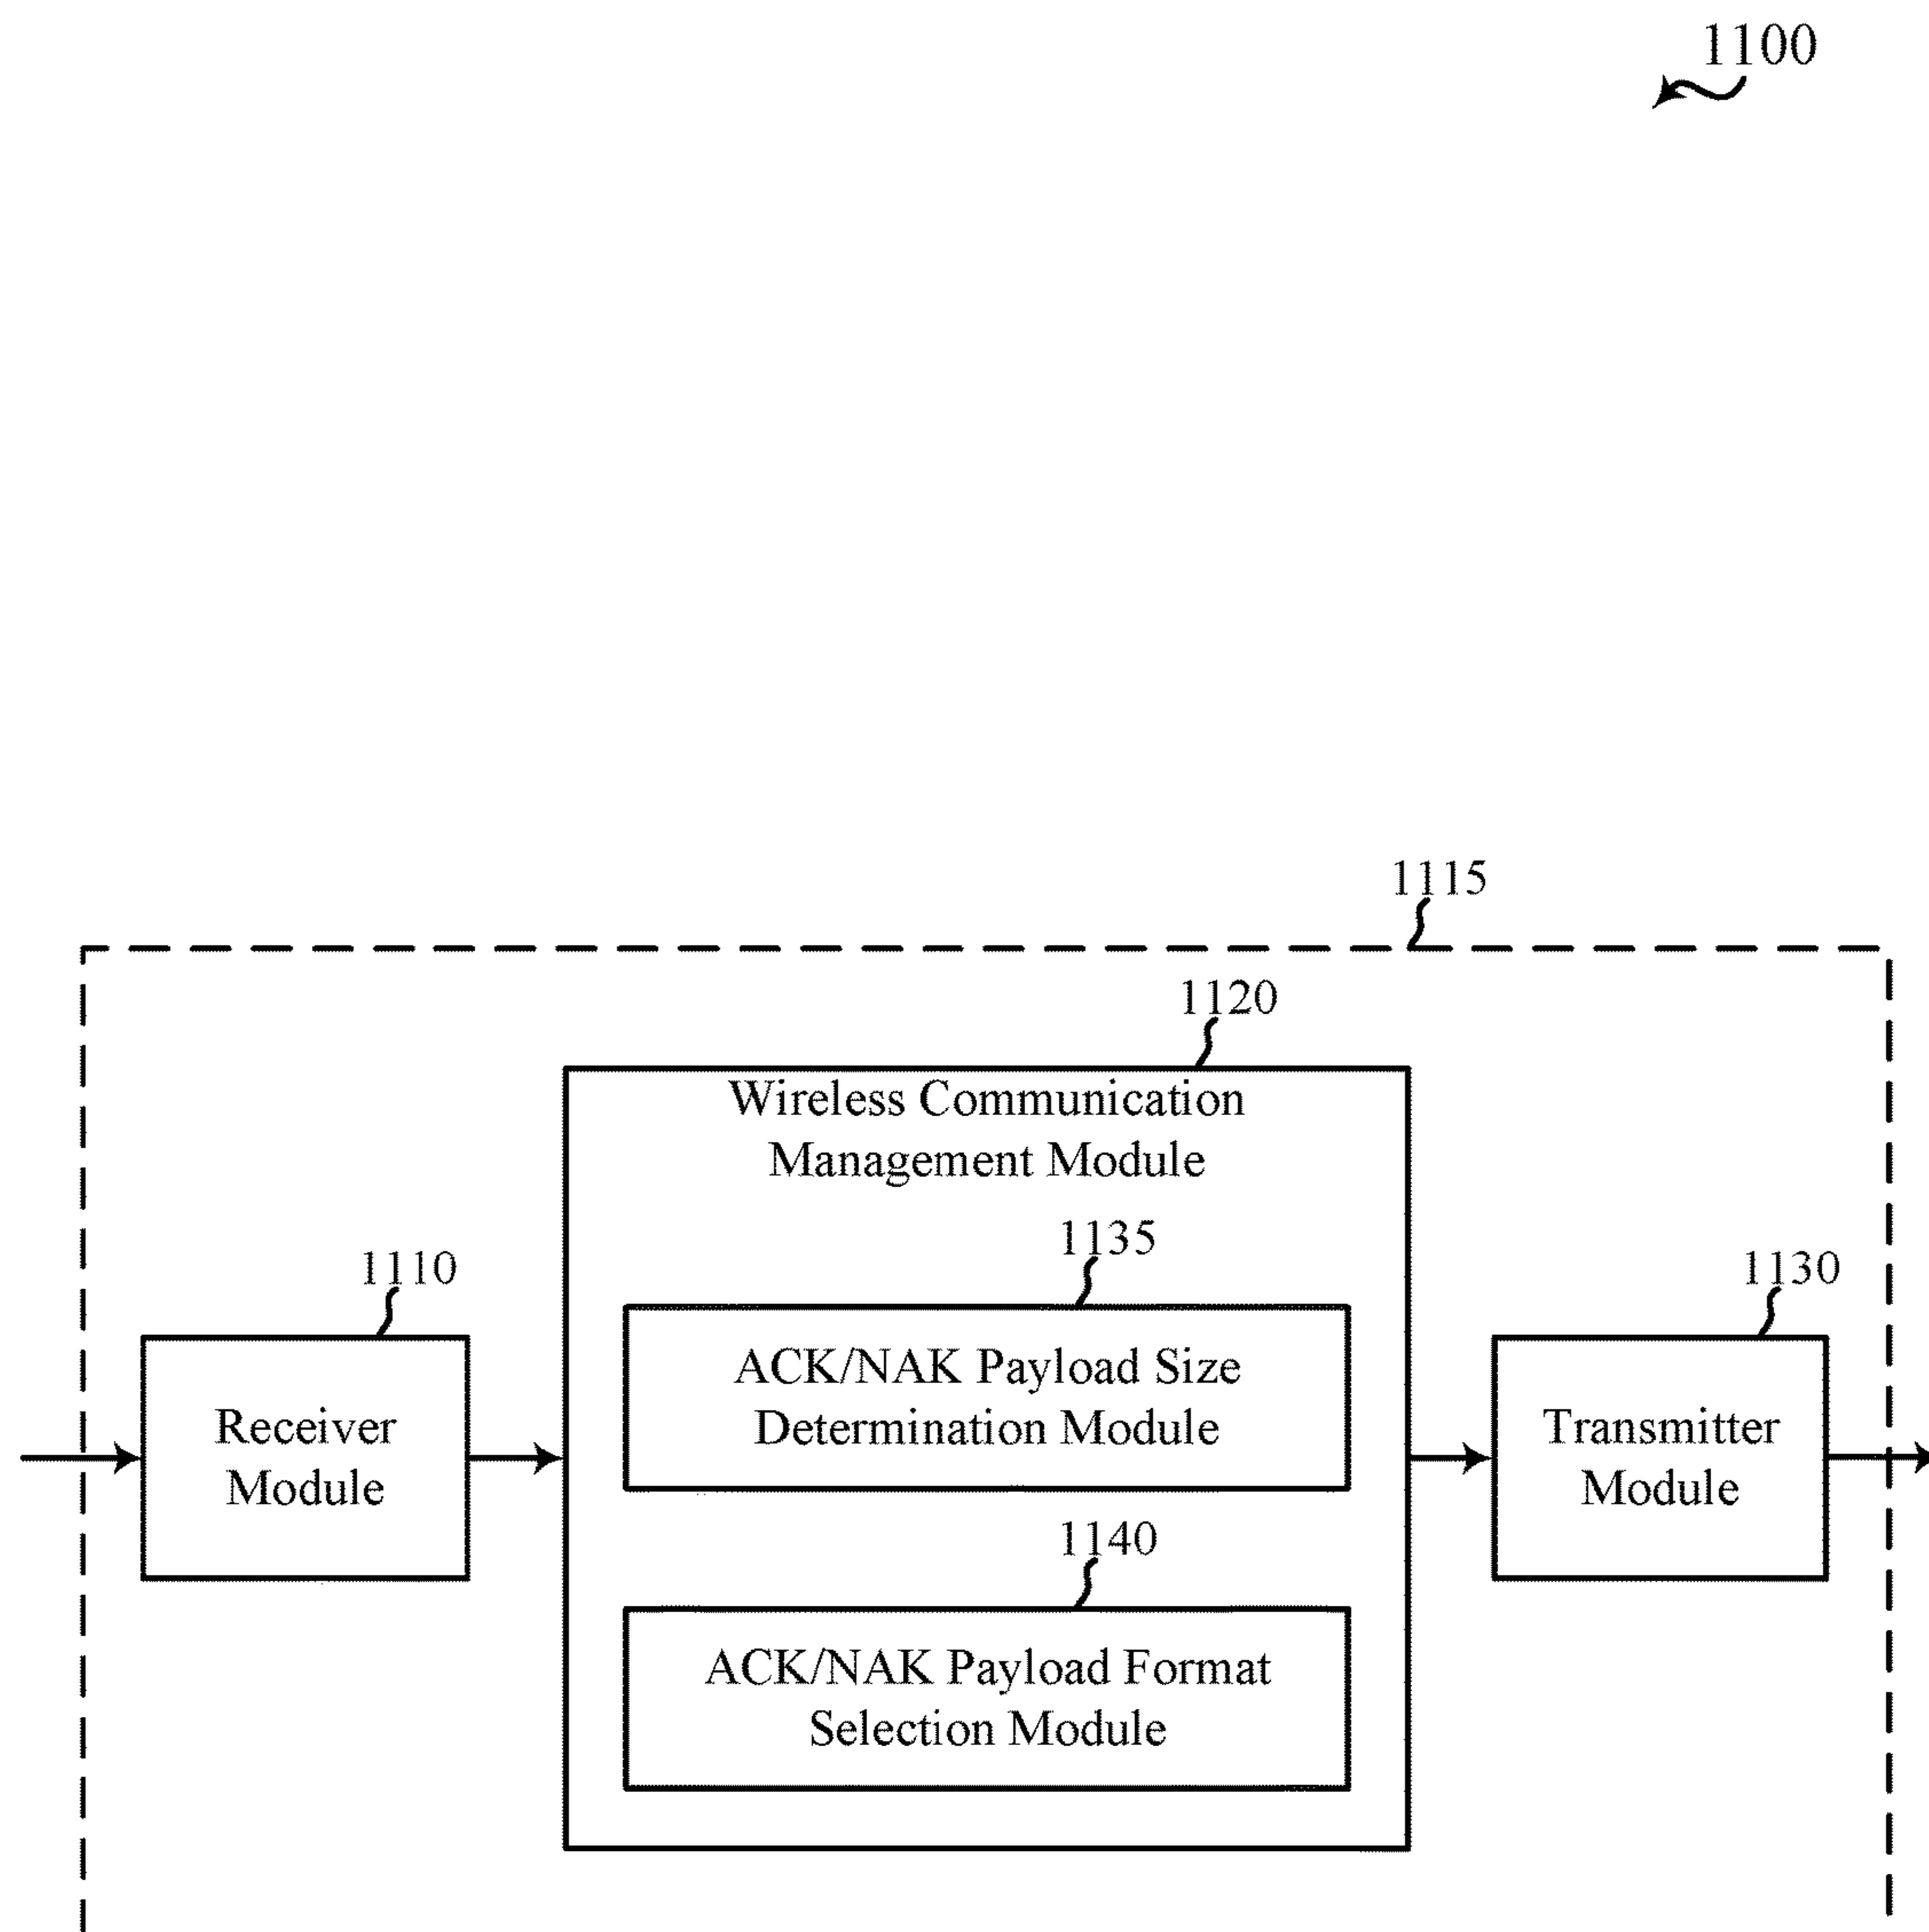 1100
1115
1120
Wireless Communication
Management Module
1135
1110
1130
ACK/NAK Payload Size
Determination Module
Receiver
Module
Transmitter
Module
1140
ACK/NAK Payload Format
Selection Module